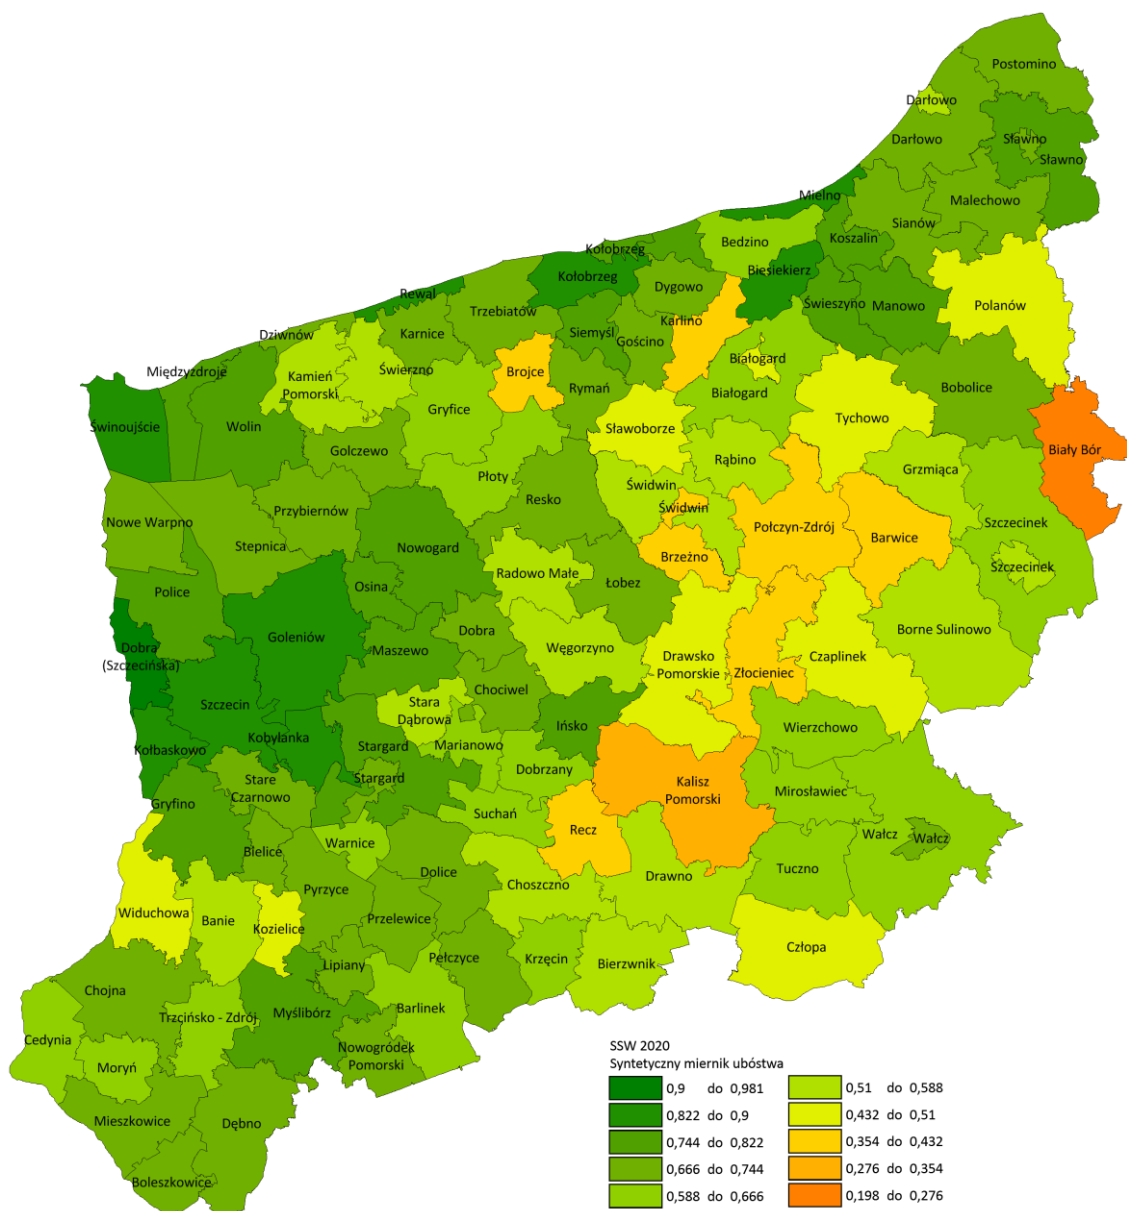 Postomino
Darłowo
Darłowo
Sławno
Sławno
Mielno
Malechowo
Sianów
Koszalin
Bedzino
Kołobrzeg
Biesiekierz
Kołobrzeg
Dygowo
Rewal
Świeszyno
Manowo
Polanów
Trzebiatów
Karlino
Dziwnów
Karnice
Siemyśl
Gościno
Białogard
Międzyzdroje
Kamień
Pomorski
Świerzno
Brojce
Rymań
Białogard
Bobolice
Gryfice
Tychowo
Świnoujście
Wolin
Sławoborze
Golczewo
Rąbino
Biały Bór
Grzmiąca
Płoty
Świdwin
Resko
Świdwin
Przybiernów
Nowe Warpno
Szczecinek
Połczyn-Zdrój
Barwice
Stepnica
Nowogard
Brzeżno
Szczecinek
Radowo Małe
Łobez
Osina
Police
Borne Sulinowo
Dobra
Goleniów
Dobra
(Szczecińska)
Maszewo
Węgorzyno
Drawsko
Pomorskie
Czaplinek
Złocieniec
Chociwel
Szczecin
Stara
Dąbrowa
Ińsko
Wierzchowo
Kobylanka
Kołbaskowo
Stargard
Marianowo
Dobrzany
Stargard
Stare
Czarnowo
Kalisz
Pomorski
Mirosławiec
Gryfino
Suchań
Recz
Wałcz
Wałcz
Warnice
Bielice
Dolice
Tuczno
Pyrzyce
Choszczno
Drawno
Widuchowa
Banie
Kozielice
Przelewice
Człopa
Pełczyce
Krzęcin
Bierzwnik
Lipiany
Chojna
Trzcińsko - Zdrój
Myślibórz
Barlinek
Cedynia
Moryń
Nowogródek
Pomorski
Mieszkowice
Dębno
Boleszkowice
SSW 2020
Syntetyczny miernik ubóstwa
0,9 do 0,981
0,822 do 0,9
0,744 do 0,822
0,666 do 0,744
0,588 do 0,666
0,51 do 0,588
0,432 do 0,51
0,354 do 0,432
0,276 do 0,354
0,198 do 0,276